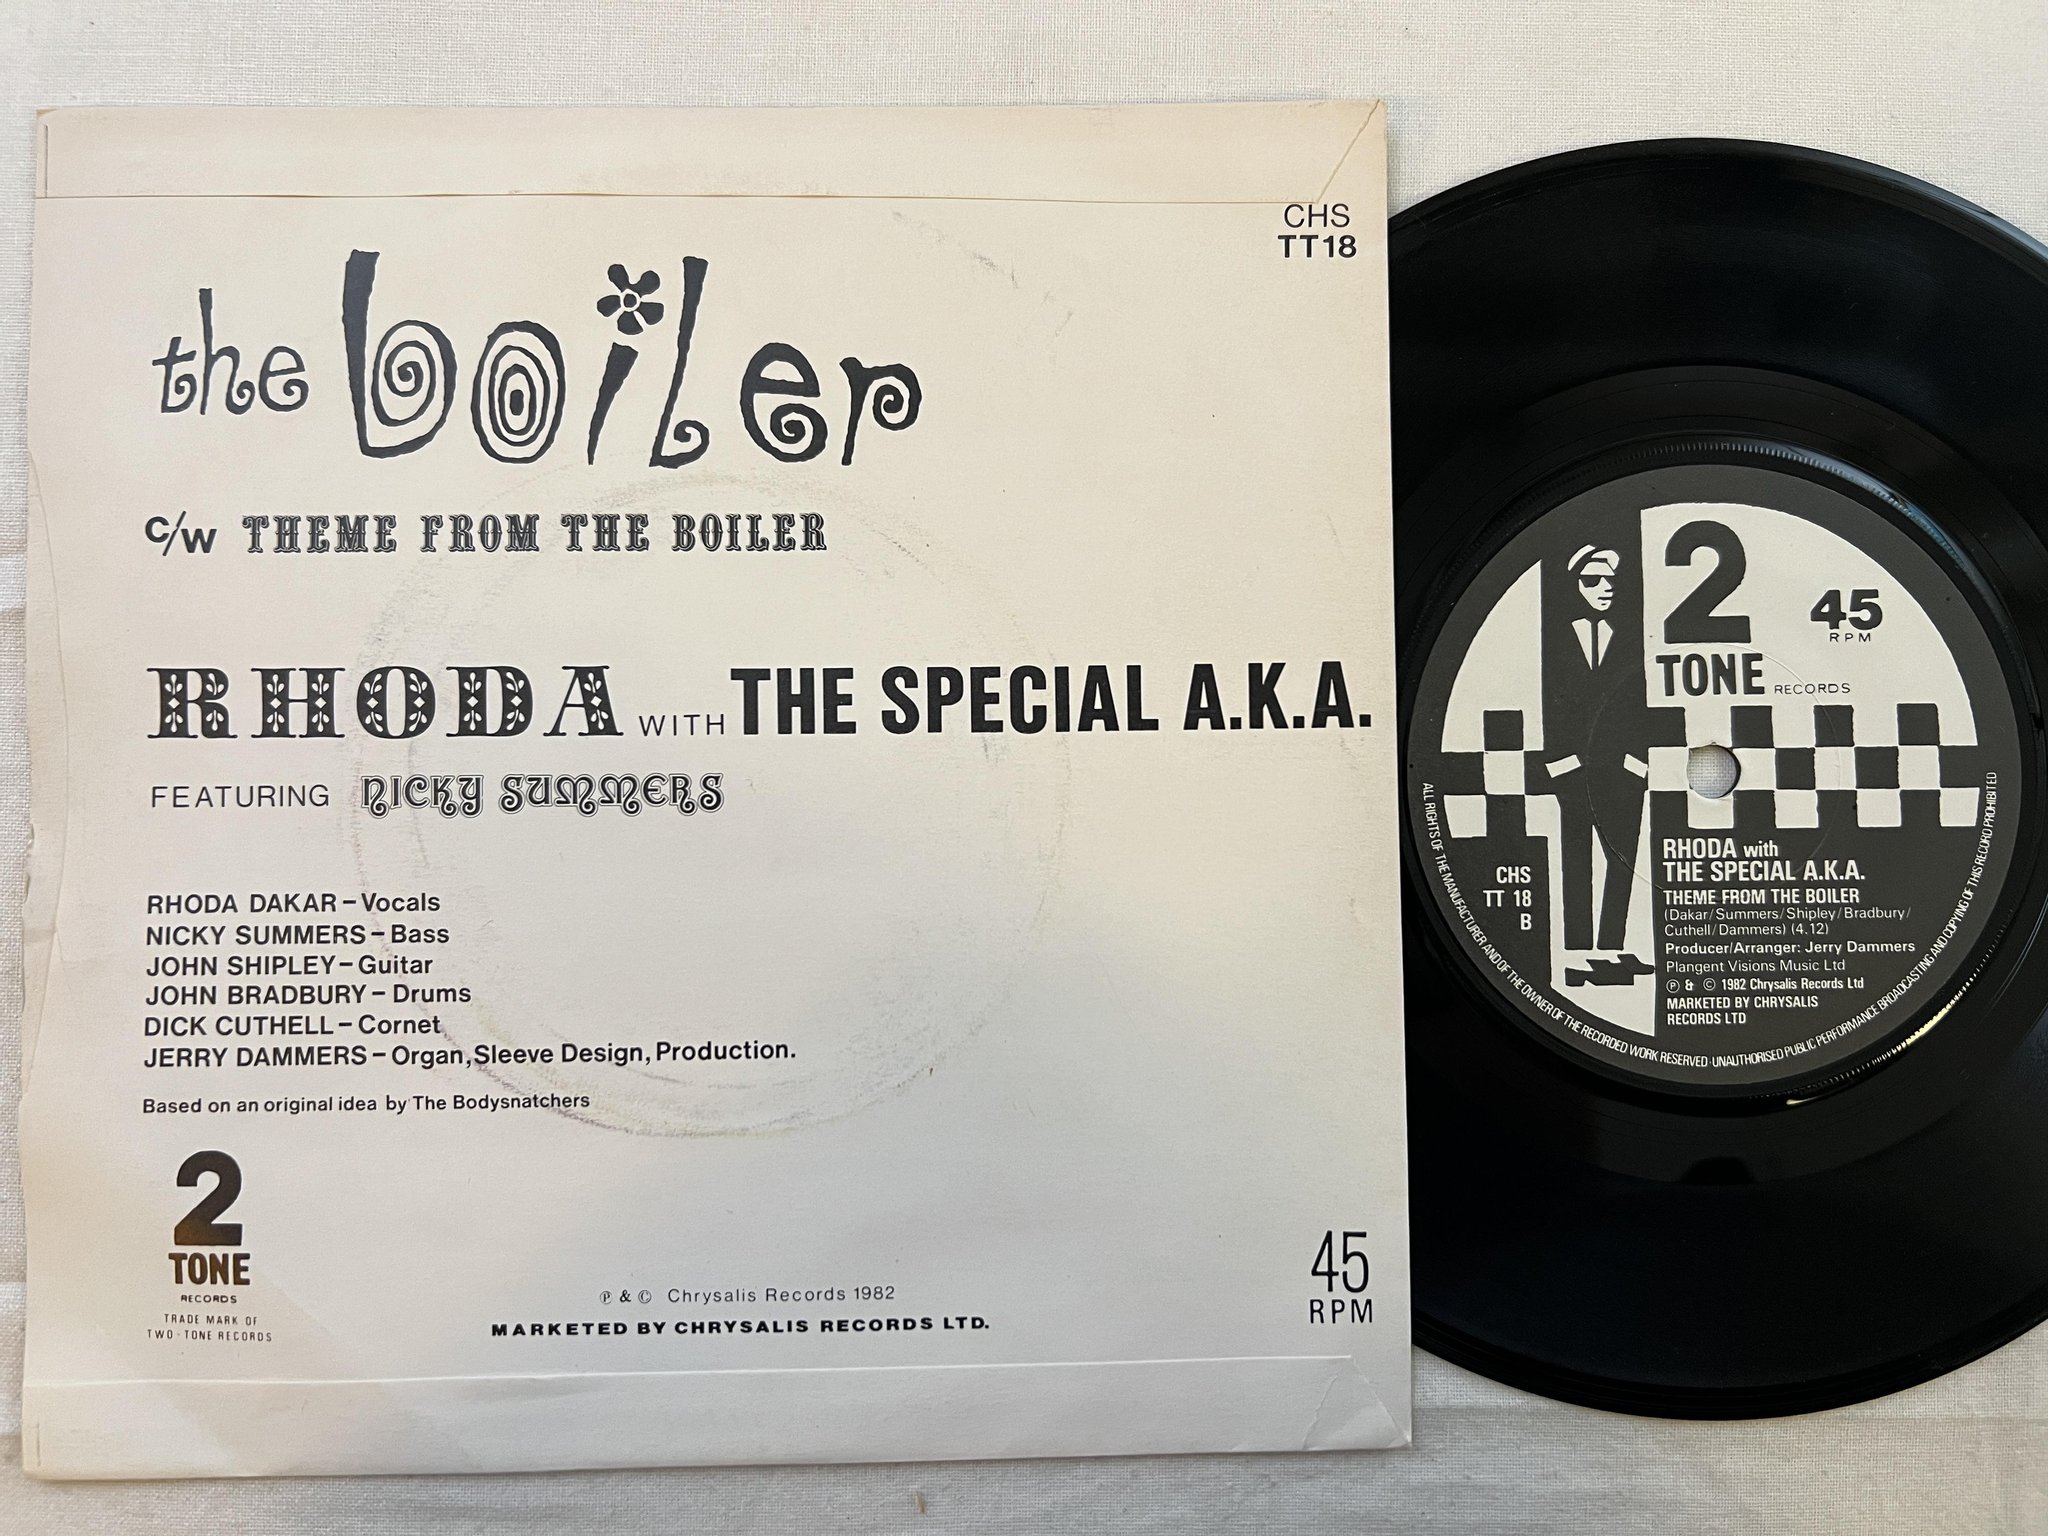 CHS
TT18
the boiler
c/w THEME FROM THE BOILER
RHODA WITH THE SPECIAL A.K.A.
FEATURING NICKY SUMMERS
RHODA DAKAR – Vocals
NICKY SUMMERS – Bass
JOHN SHIPLEY – Guitar
JOHN BRADBURY – Drums
DICK CUTHELL – Cornet
JERRY DAMMERS – Organ, Sleeve Design, Production.
Based on an original idea by The Bodysnatchers
2
TONE
RECORDS
TRADE MARK OF
TWO-TONE RECORDS
℗ & © Chrysalis Records 1982
MARKETED BY CHRYSALIS RECORDS LTD.
45
RPM
2
TONE RECORDS
45
RPM
CHS
TT 18
B
RHODA with
THE SPECIAL A.K.A.
THEME FROM THE BOILER
(Dakar/Summers/Shipley/Bradbury/
Cuthell/Dammers) (4.12)
Producer/Arranger: Jerry Dammers
Plangent Visions Music Ltd
℗ & © 1982 Chrysalis Records Ltd
MARKETED BY CHRYSALIS
RECORDS LTD
ALL RIGHTS OF THE MANUFACTURER AND OF THE OWNER OF THE RECORDED WORK RESERVED · UNAUTHORISED PUBLIC PERFORMANCE BROADCASTING AND COPYING OF THIS RECORD PROHIBITED